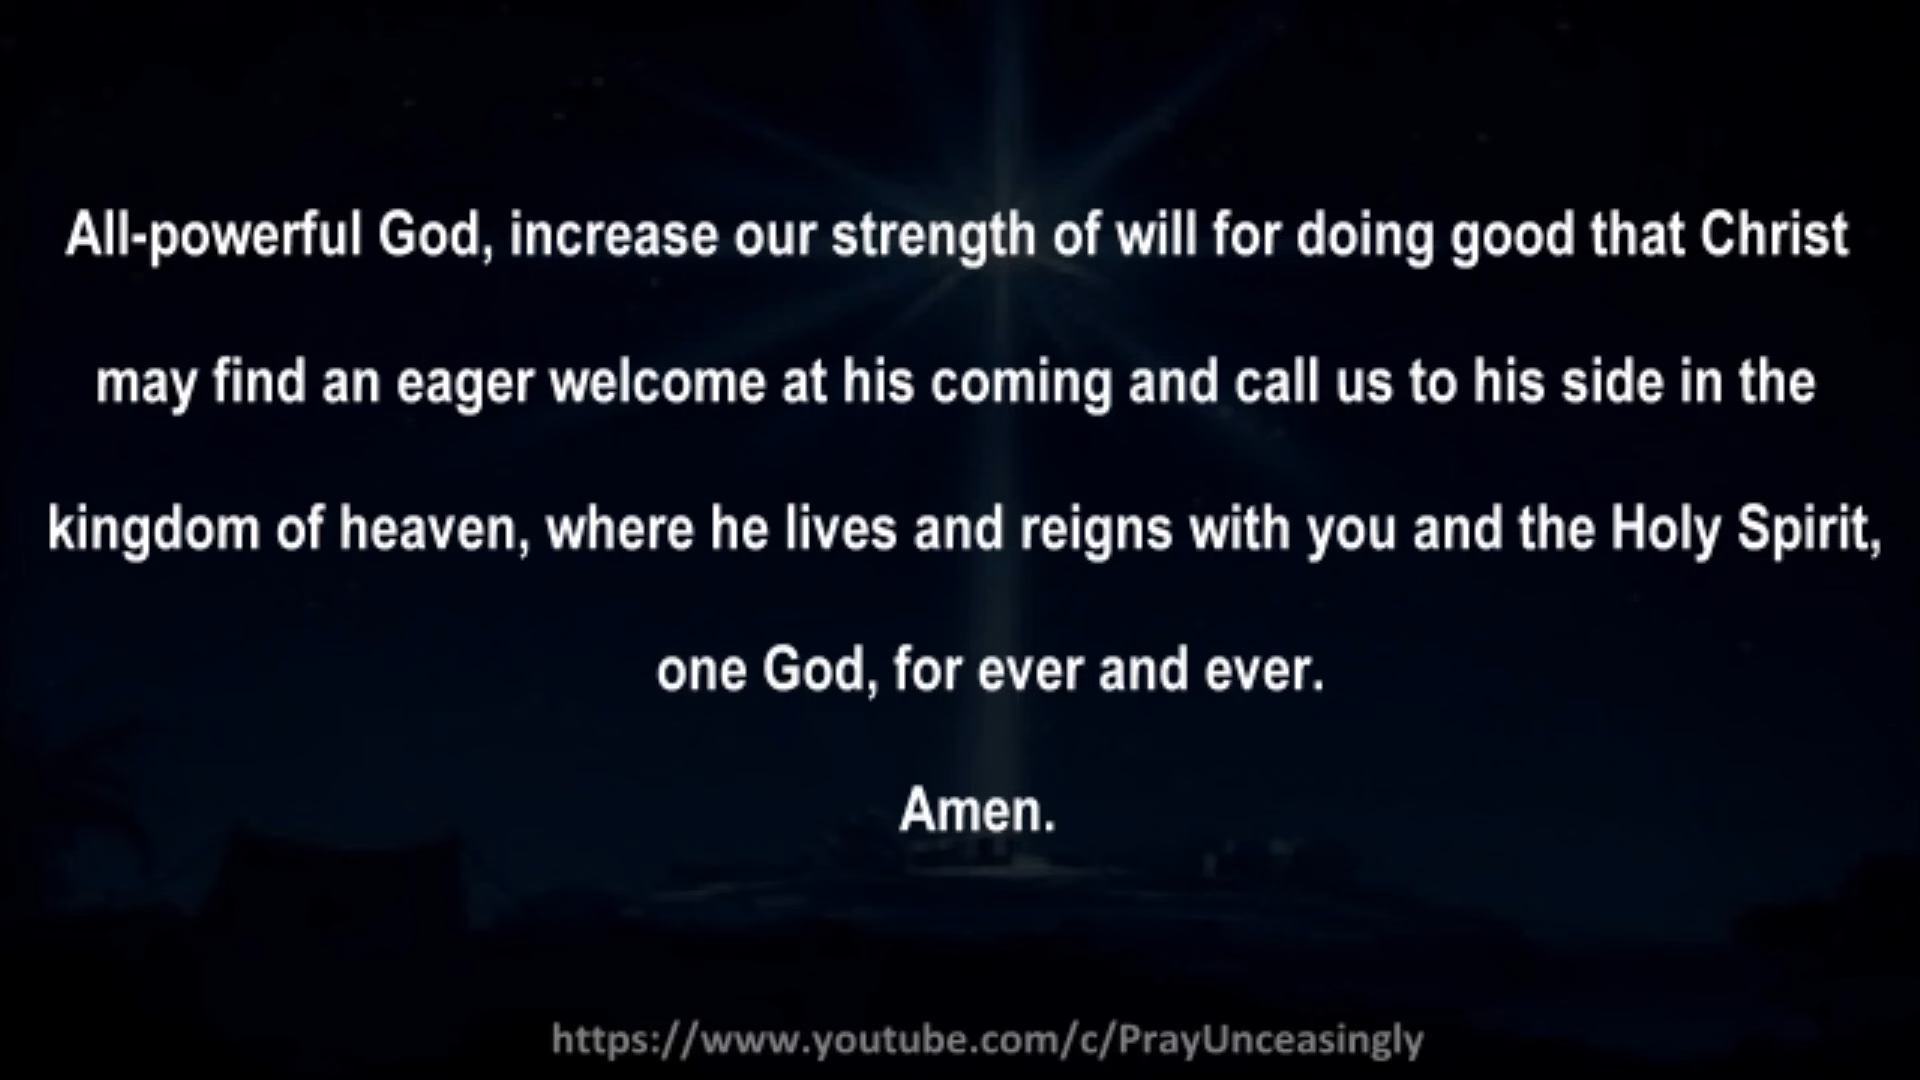 All-powerful God, increase our strength of will for doing good that Christ
may find an eager welcome at his coming and call us to his side in the
kingdom of heaven, where he lives and reigns with you and the Holy Spirit,
one God, for ever and ever.
Amen.
https://www.youtube.com/c/PrayUnceasingly